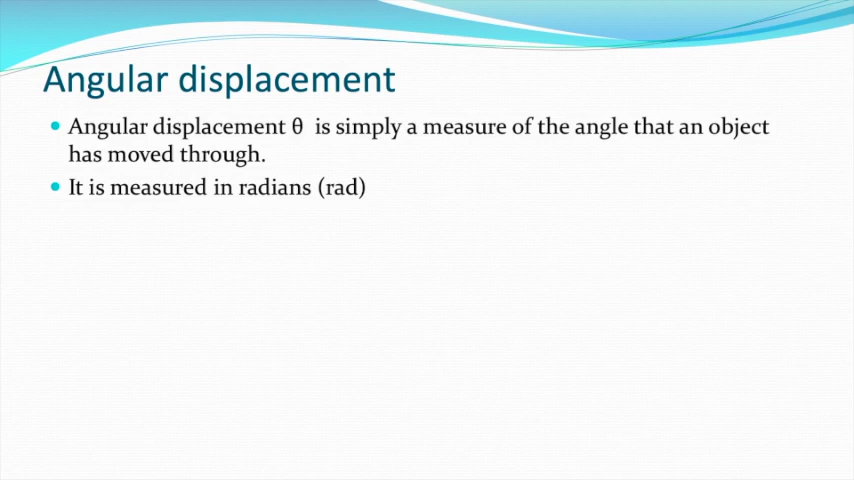 Angular displacement
• Angular displacement θ is simply a measure of the angle that an object
has moved through.
• It is measured in radians (rad)